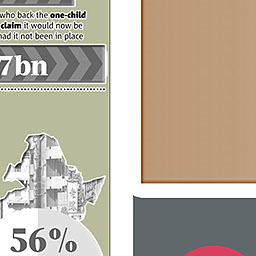 who back the one-child
claim it would now be
had it not been in place
7bn
56%